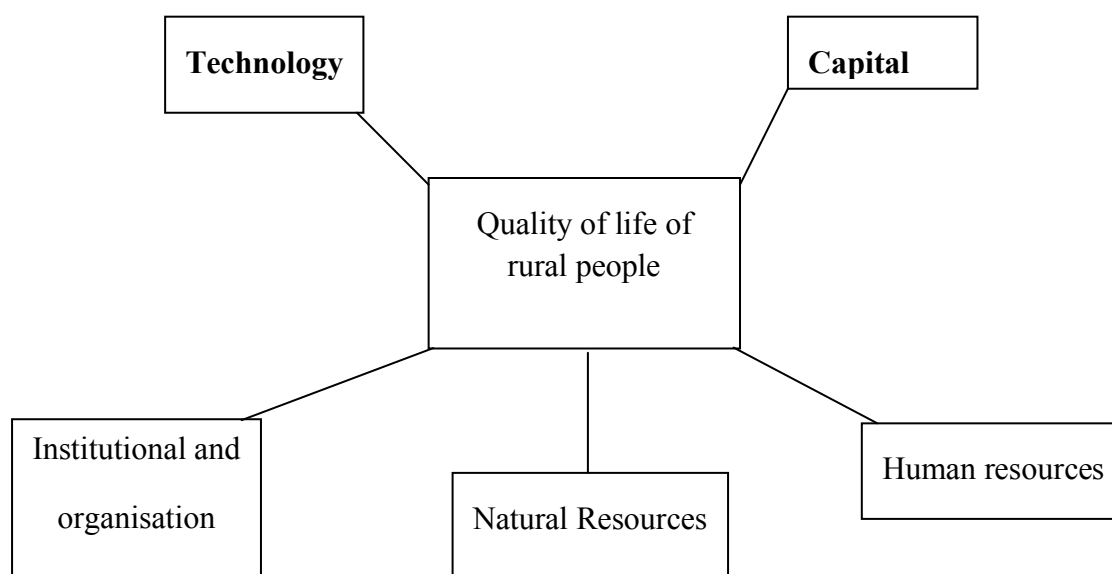 Technology
Capital
Quality of life of
rural people
Institutional and
organisation
Natural Resources
Human resources